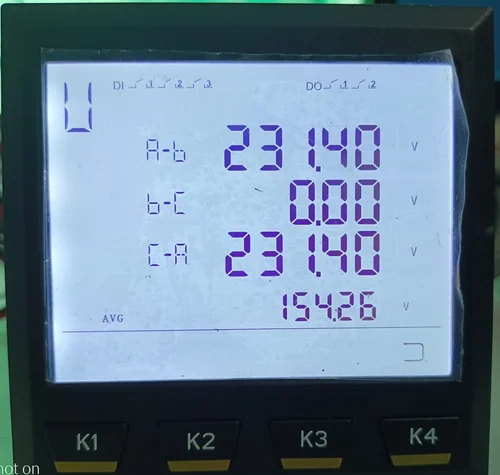 U
DI 1 2 3 DO 1 2
A-b 231.40 V
b-C 0.00 V
C-A 231.40 V
154.26 V
AVG
K1 K2 K3 K4
hot on